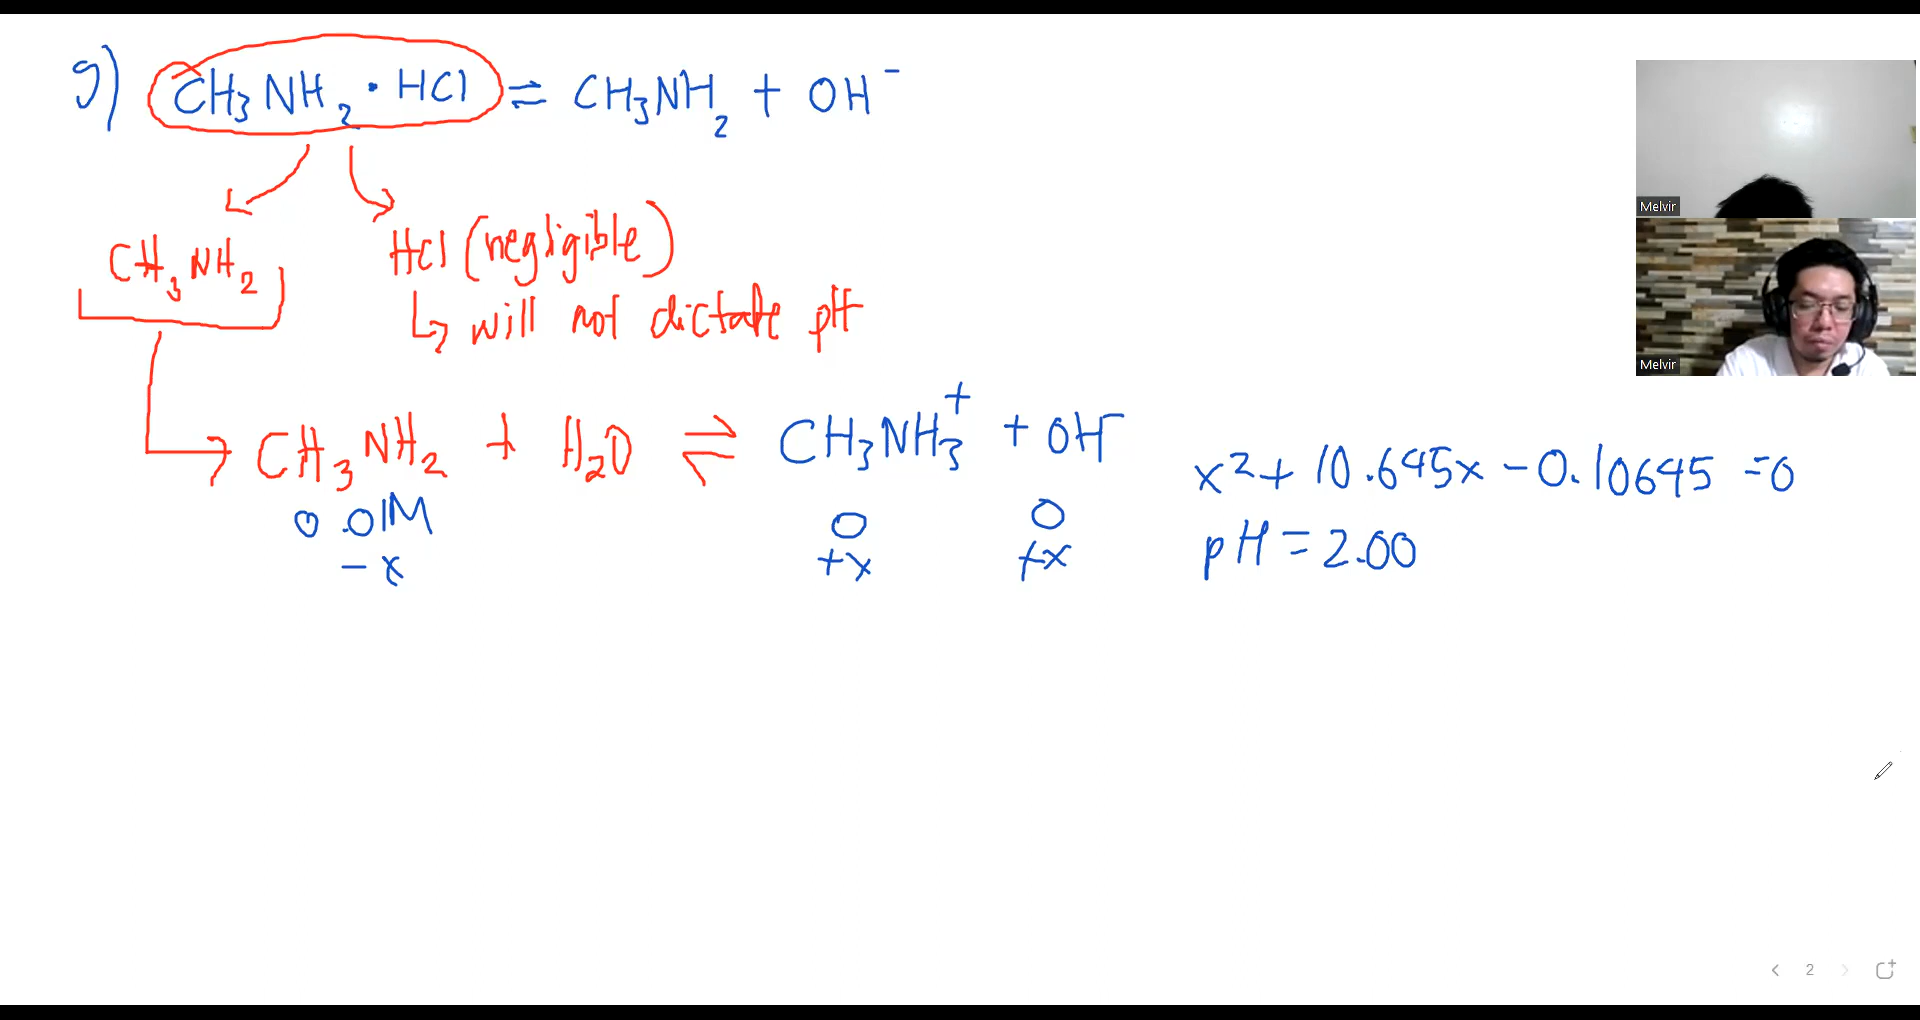 g) CH3NH2 · HCl ⇌ CH3NH2 + OH⁻
CH3NH2
HCl (negligible)
↳ will not dictate pH
CH3NH2 + H2O ⇌ CH3NH3⁺ + OH⁻
0.01M 0 0
-x +x +x
x² + 10.645x - 0.10645 = 0
pH = 2.00
Melvir
Melvir
2